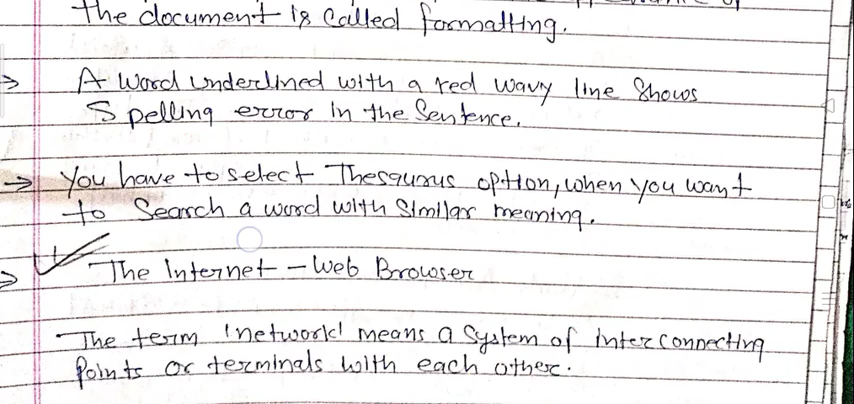 the document is called formatting.
→ A word underlined with a red wavy line shows
Spelling error in the Sentence.
→ You have to select Thesaurus option, when you want
to Search a word with Similar meaning.
→ The Internet - Web Browser
The term 'network' means a System of interconnecting
Points or terminals with each other.